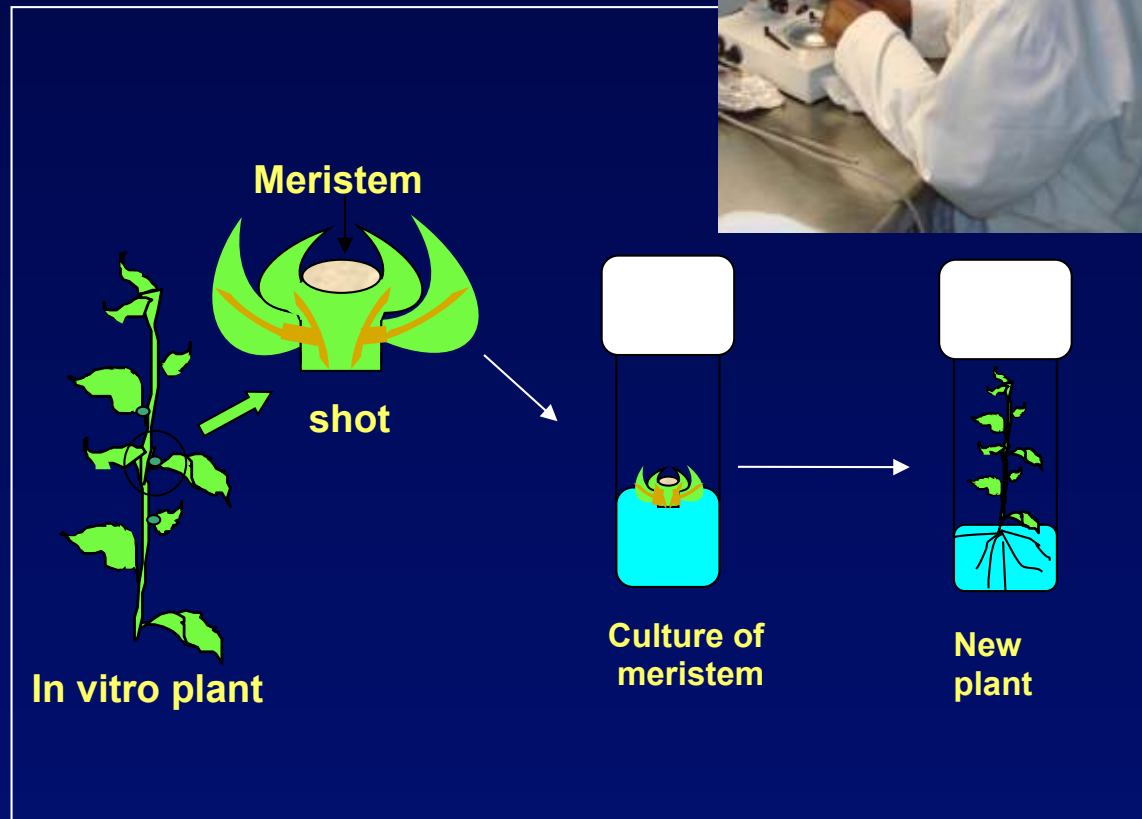 Meristem
shot
In vitro plant
Culture of
meristem
New
plant